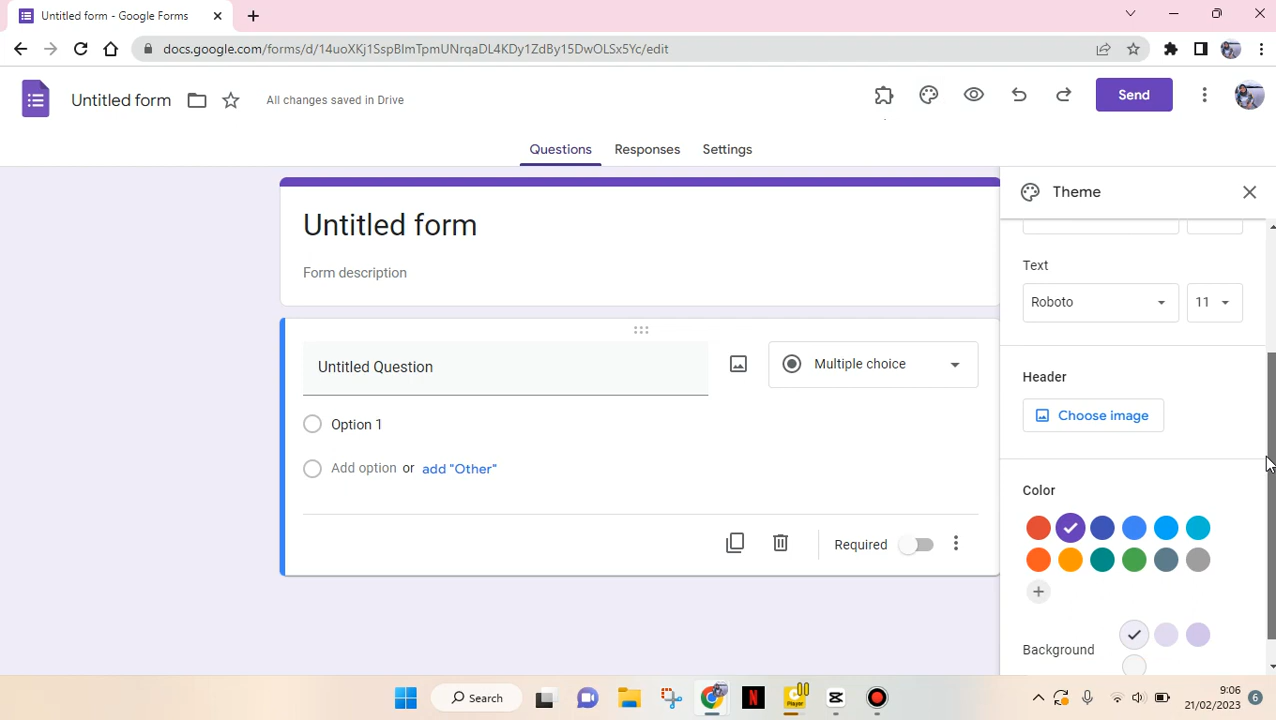 Untitled form - Google Forms
docs.google.com/forms/d/14uoXKj1SspBlmTpmUNrqaDL4KDy1ZdBy15DwOLSx5Yc/edit
Untitled form
All changes saved in Drive
Send
Questions
Responses
Settings
Theme
Untitled form
Form description
Text
Roboto
11
Untitled Question
Multiple choice
Header
Choose image
Option 1
Add option or add "Other"
Color
Required
Background
Search
Player
9:06
21/02/2023
6